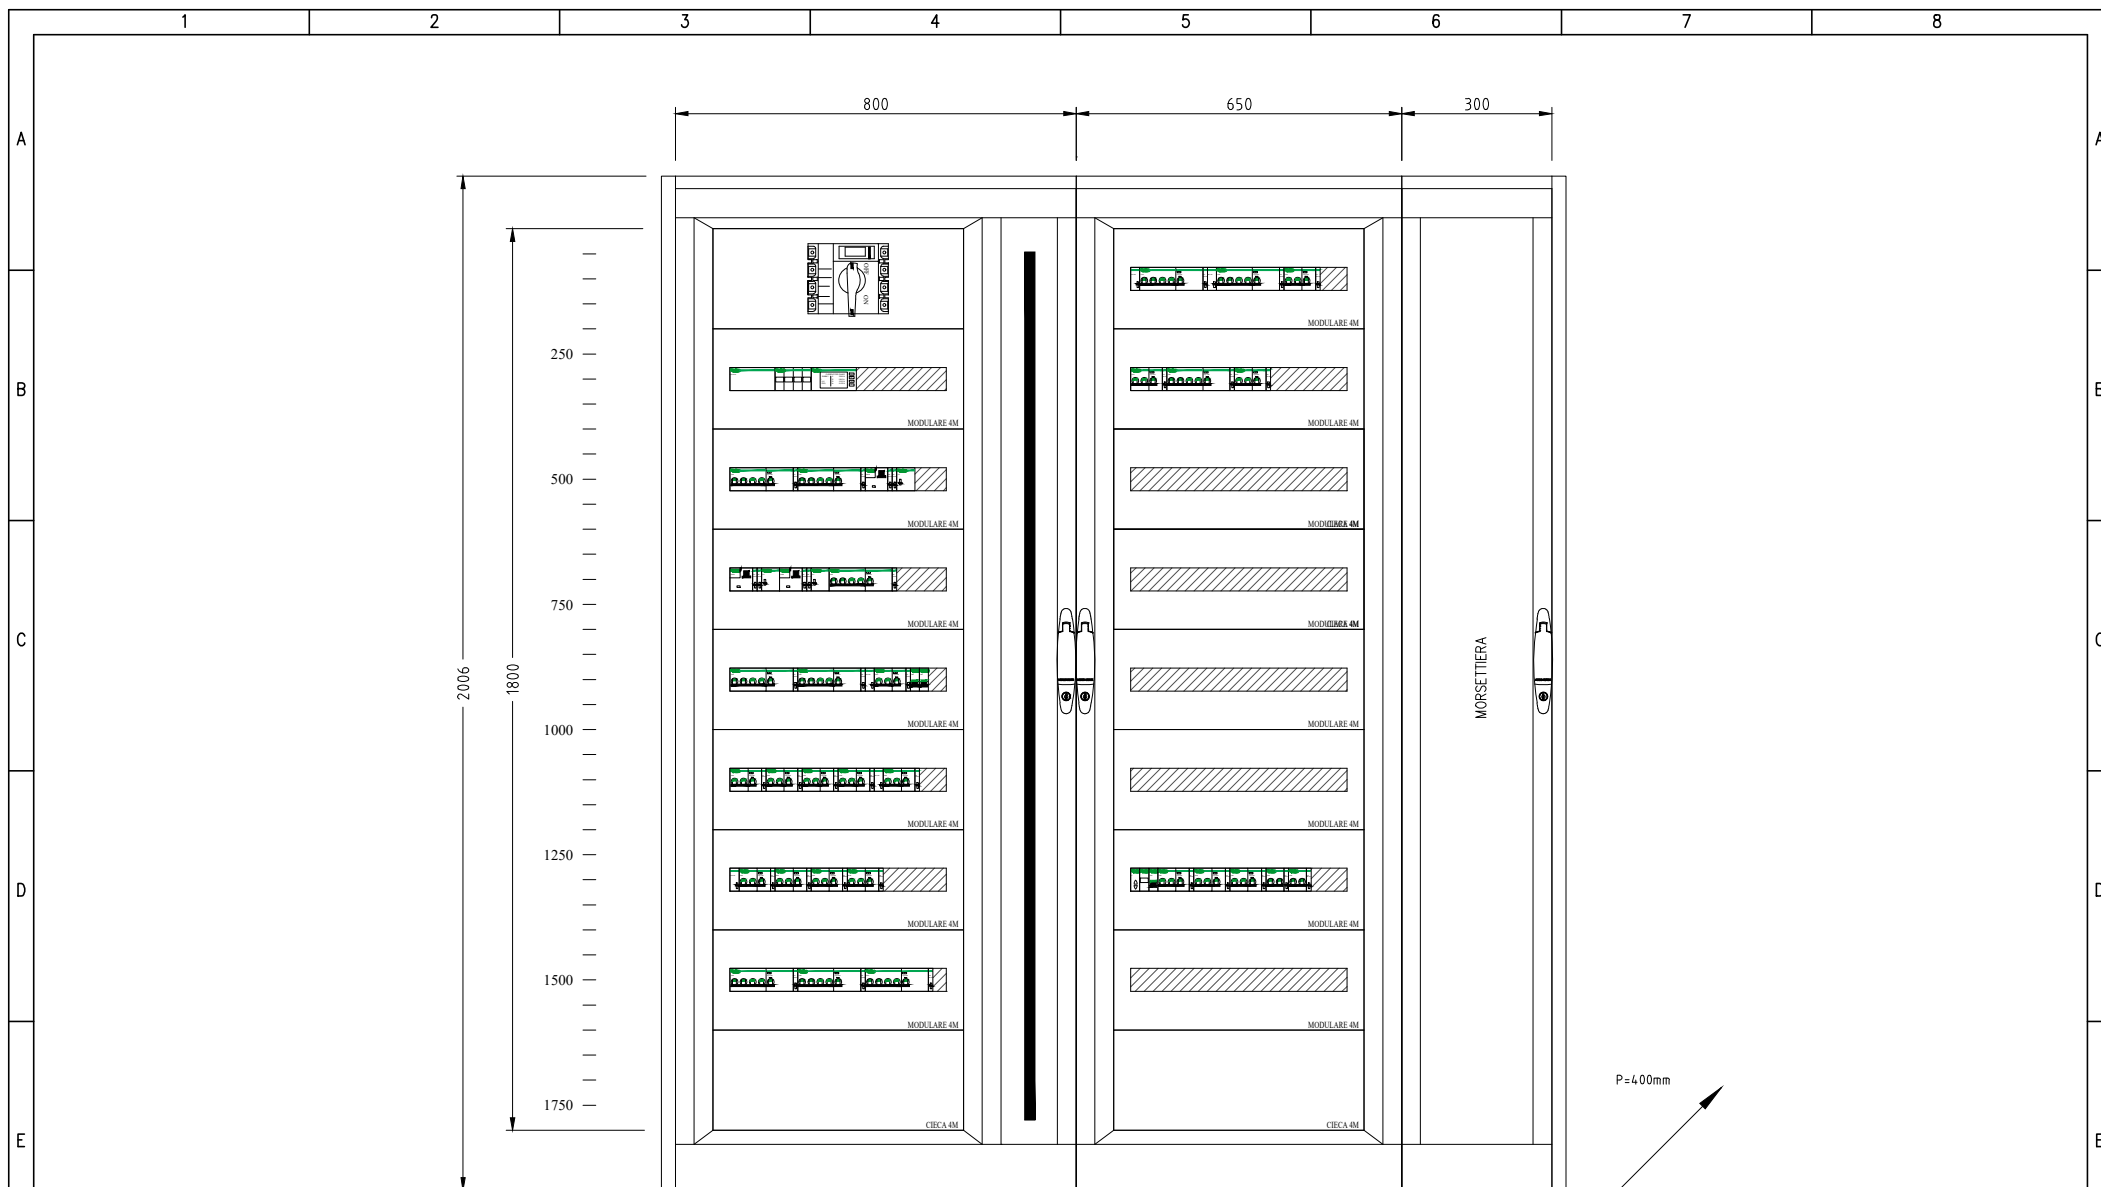 1 2 3 4 5 6 7 8
800 650 300
A A
OFF
ON
MODULARE 4M
250
B
MODULARE 4M MODULARE 4M
500
MODULARE 4M
C
750
MODULARE 4M
2006
1800
MORSETTIERA
MODULARE 4M MODULARE 4M
1000
MODULARE 4M MODULARE 4M
1250
D D
MODULARE 4M MODULARE 4M
1500
MODULARE 4M MODULARE 4M
P=400mm
1750
CIECA 4M CIECA 4M
E